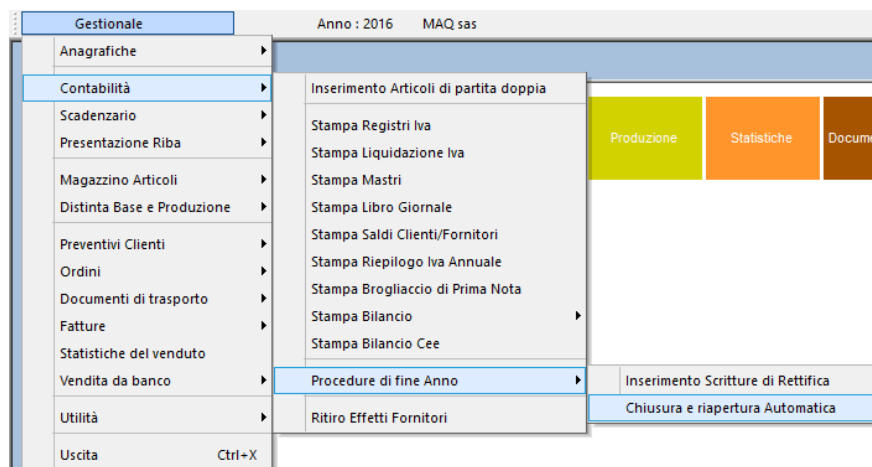 Gestionale
Anno : 2016 MAQ sas
Anagrafiche
Contabilità
Scadenzario
Presentazione Riba
Magazzino Articoli
Distinta Base e Produzione
Preventivi Clienti
Ordini
Documenti di trasporto
Fatture
Statistiche del venduto
Vendita da banco
Utilità
Uscita Ctrl+X
Inserimento Articoli di partita doppia
Stampa Registri Iva
Stampa Liquidazione Iva
Stampa Mastri
Stampa Libro Giornale
Stampa Saldi Clienti/Fornitori
Stampa Riepilogo Iva Annuale
Stampa Brogliaccio di Prima Nota
Stampa Bilancio
Stampa Bilancio Cee
Procedure di fine Anno
Ritiro Effetti Fornitori
Inserimento Scritture di Rettifica
Chiusura e riapertura Automatica
Produzione
Statistiche
Docume